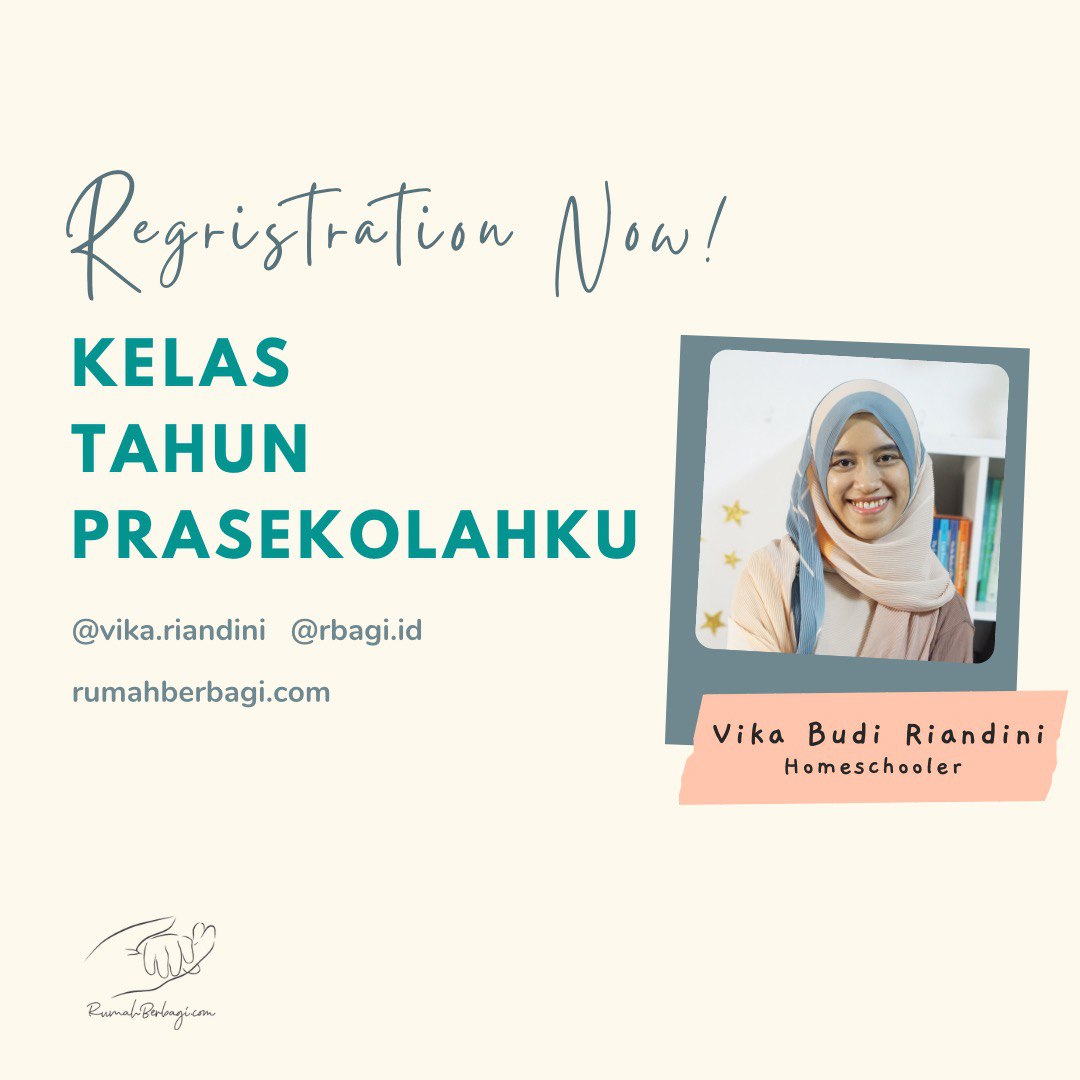 Regristration Now!
KELAS
TAHUN
PRASEKOLAHKU
@vika.riandini @rbagi.id
rumahberbagi.com
Vika Budi Riandini
Homeschooler
RumahBerbagi.com